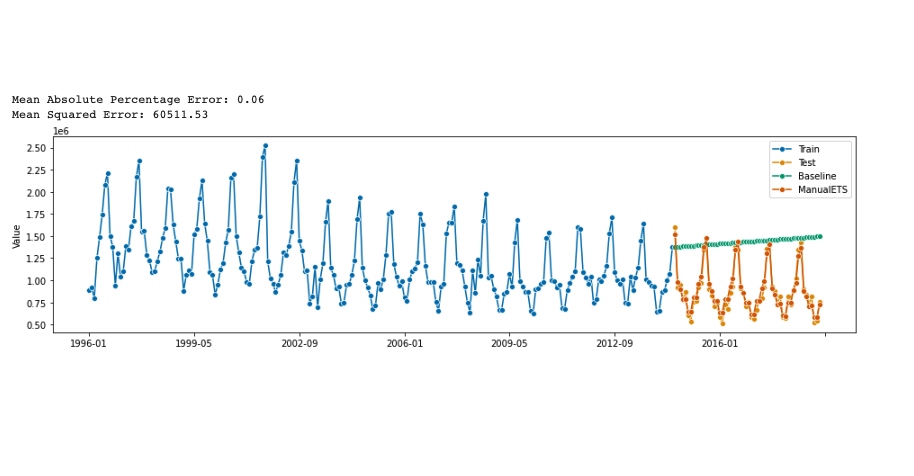 Mean Absolute Percentage Error: 0.06
Mean Squared Error: 60511.53
1e6
2.50
2.25
2.00
1.75
1.50
1.25
1.00
0.75
0.50
Value
Train
Test
Baseline
ManualETS
1996-01
1999-05
2002-09
2006-01
2009-05
2012-09
2016-01